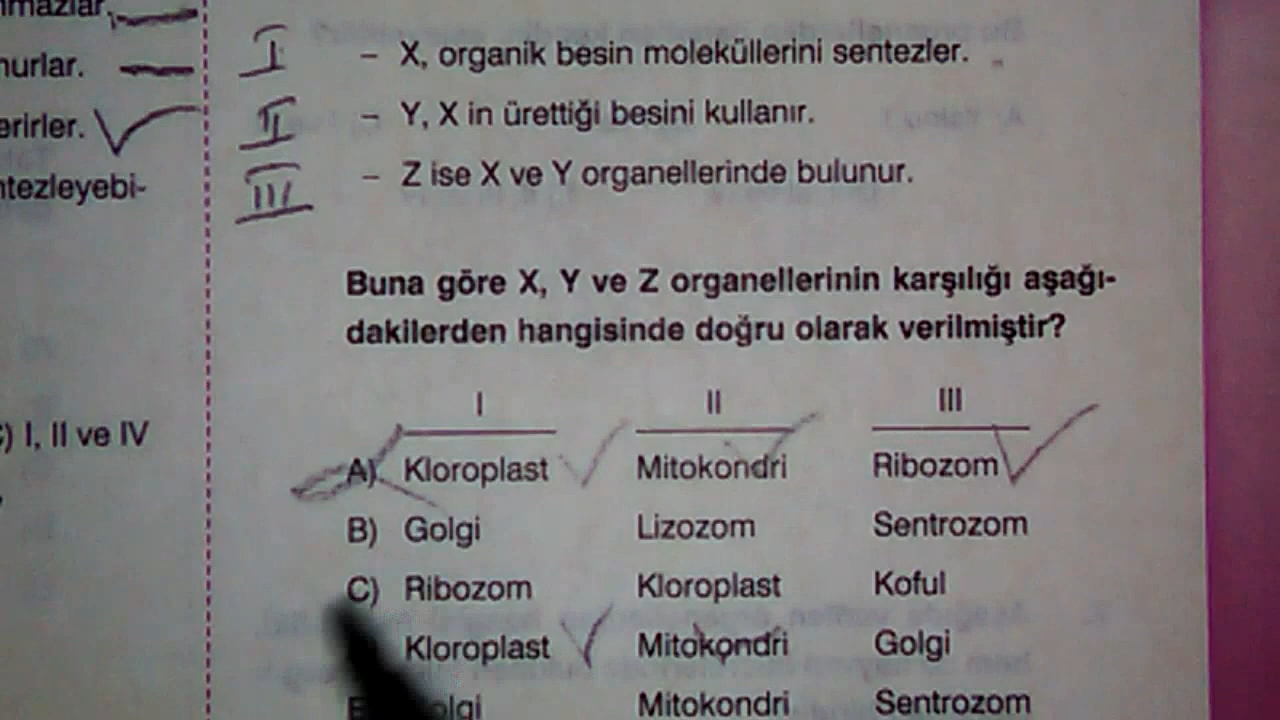 nurlar.
erirler.
ntezleyebi-
) I, II ve IV
I – X, organik besin moleküllerini sentezler.
II – Y, X in ürettiği besini kullanır.
III – Z ise X ve Y organellerinde bulunur.
Buna göre X, Y ve Z organellerinin karşılığı aşağı-
dakilerden hangisinde doğru olarak verilmiştir?
I II III
A) Kloroplast Mitokondri Ribozom
B) Golgi Lizozom Sentrozom
C) Ribozom Kloroplast Koful
Kloroplast Mitokondri Golgi
E olgi Mitokondri Sentrozom